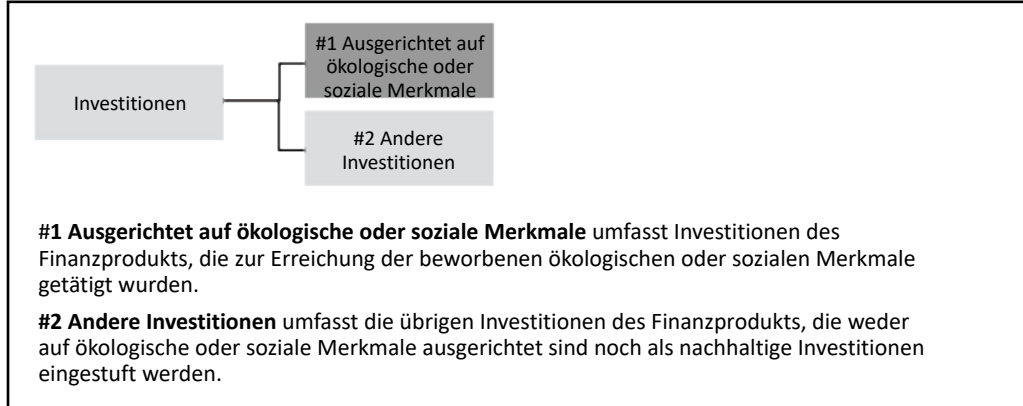 #1 Ausgerichtet auf
ökologische oder
soziale Merkmale
Investitionen
#2 Andere
Investitionen
#1 Ausgerichtet auf ökologische oder soziale Merkmale umfasst Investitionen des
Finanzprodukts, die zur Erreichung der beworbenen ökologischen oder sozialen Merkmale
getätigt wurden.
#2 Andere Investitionen umfasst die übrigen Investitionen des Finanzprodukts, die weder
auf ökologische oder soziale Merkmale ausgerichtet sind noch als nachhaltige Investitionen
eingestuft werden.